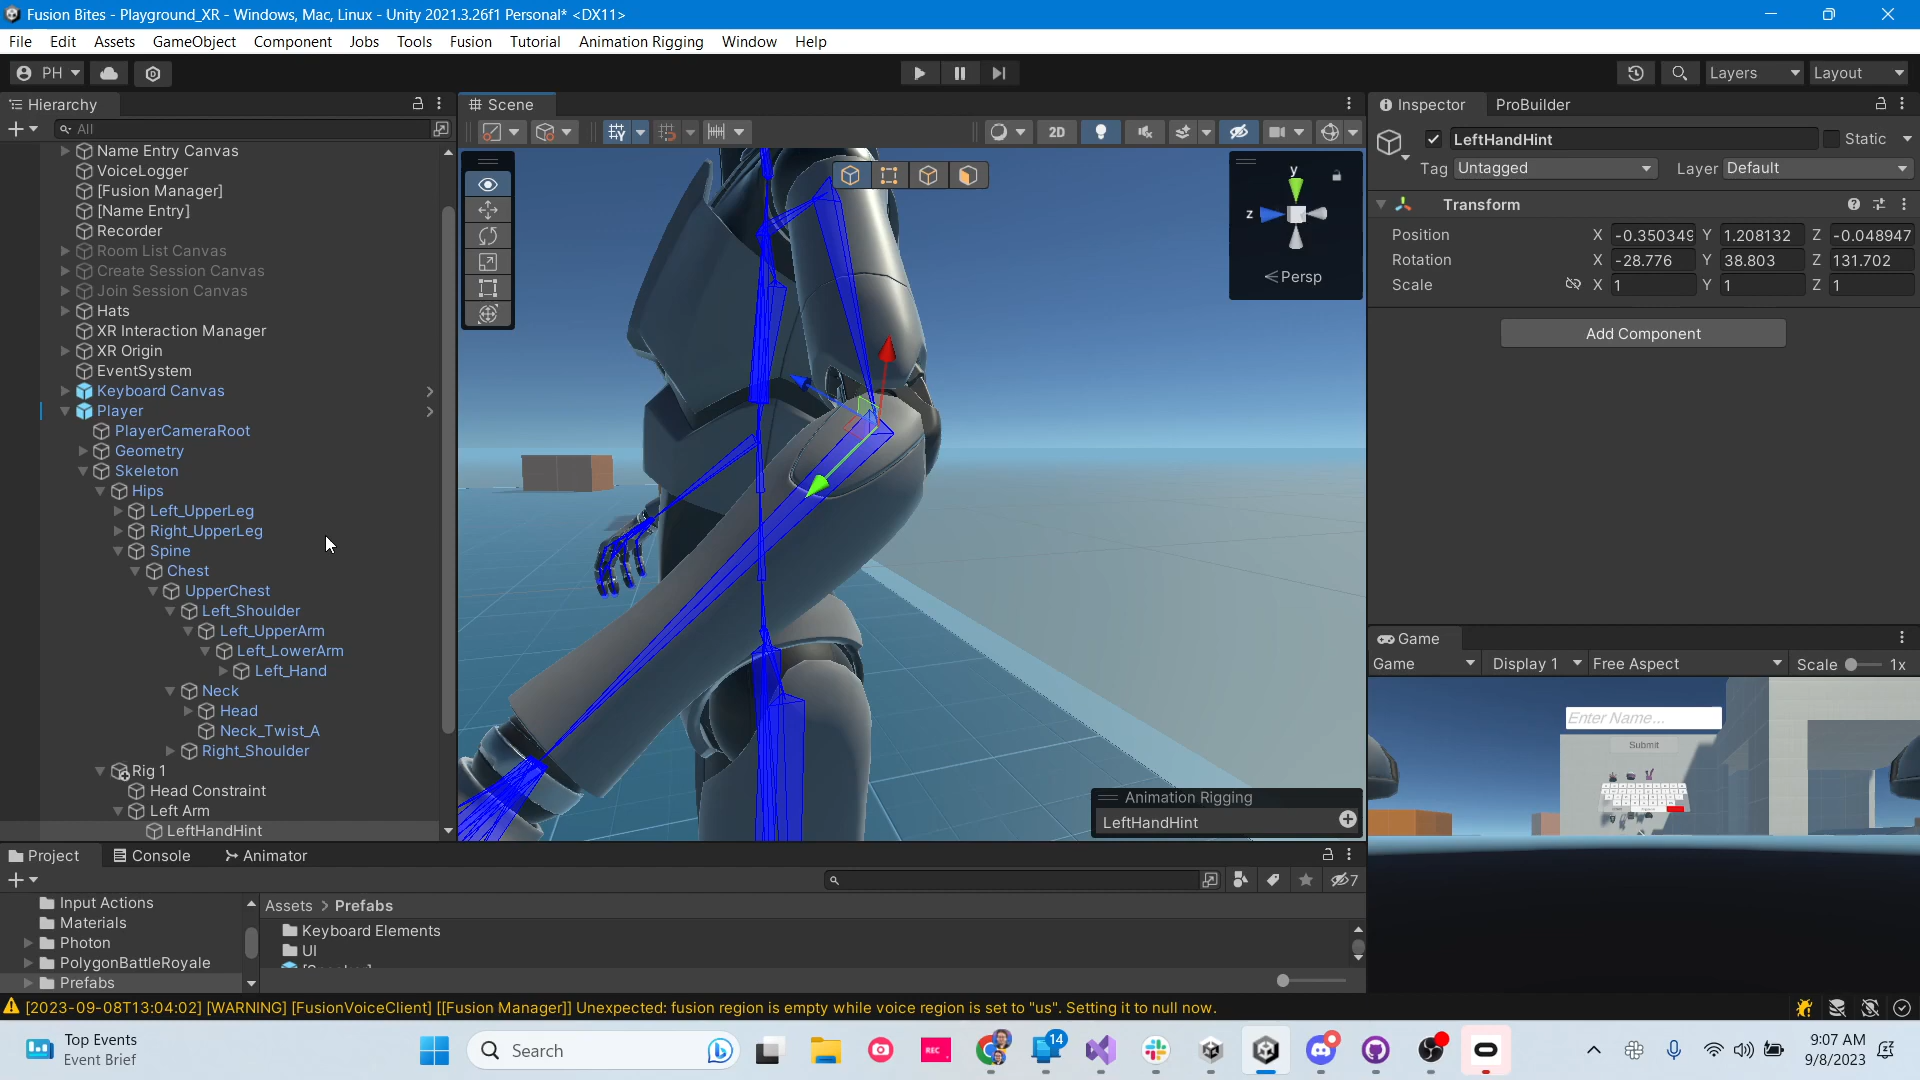 Fusion Bites - Playground_XR - Windows, Mac, Linux - Unity 2021.3.26f1 Personal* <DX11>
File Edit Assets GameObject Component Jobs Tools Fusion Tutorial Animation Rigging Window Help
PH
Layers
Layout
Hierarchy
All
Name Entry Canvas
VoiceLogger
[Fusion Manager]
[Name Entry]
Recorder
Room List Canvas
Create Session Canvas
Join Session Canvas
Hats
XR Interaction Manager
XR Origin
EventSystem
Keyboard Canvas
Player
PlayerCameraRoot
Geometry
Skeleton
Hips
Left_UpperLeg
Right_UpperLeg
Spine
Chest
UpperChest
Left_Shoulder
Left_UpperArm
Left_LowerArm
Left_Hand
Neck
Head
Neck_Twist_A
Right_Shoulder
Rig 1
Head Constraint
Left Arm
LeftHandHint
Scene
2D
y
z
Persp
Animation Rigging
LeftHandHint
Inspector
ProBuilder
LeftHandHint
Static
Tag Untagged
Layer Default
Transform
Position X -0.350349 Y 1.208132 Z -0.048947
Rotation X -28.776 Y 38.803 Z 131.702
Scale X 1 Y 1 Z 1
Add Component
Game
Game Display 1 Free Aspect Scale 1x
Enter Name...
Submit
Project
Console
Animator
7
Input Actions
Materials
Photon
PolygonBattleRoyale
Prefabs
Assets > Prefabs
Keyboard Elements
UI
[2023-09-08T13:04:02] [WARNING] [FusionVoiceClient] [[Fusion Manager]] Unexpected: fusion region is empty while voice region is set to "us". Setting it to null now.
Top Events
Event Brief
Search
REC
14
9:07 AM
9/8/2023